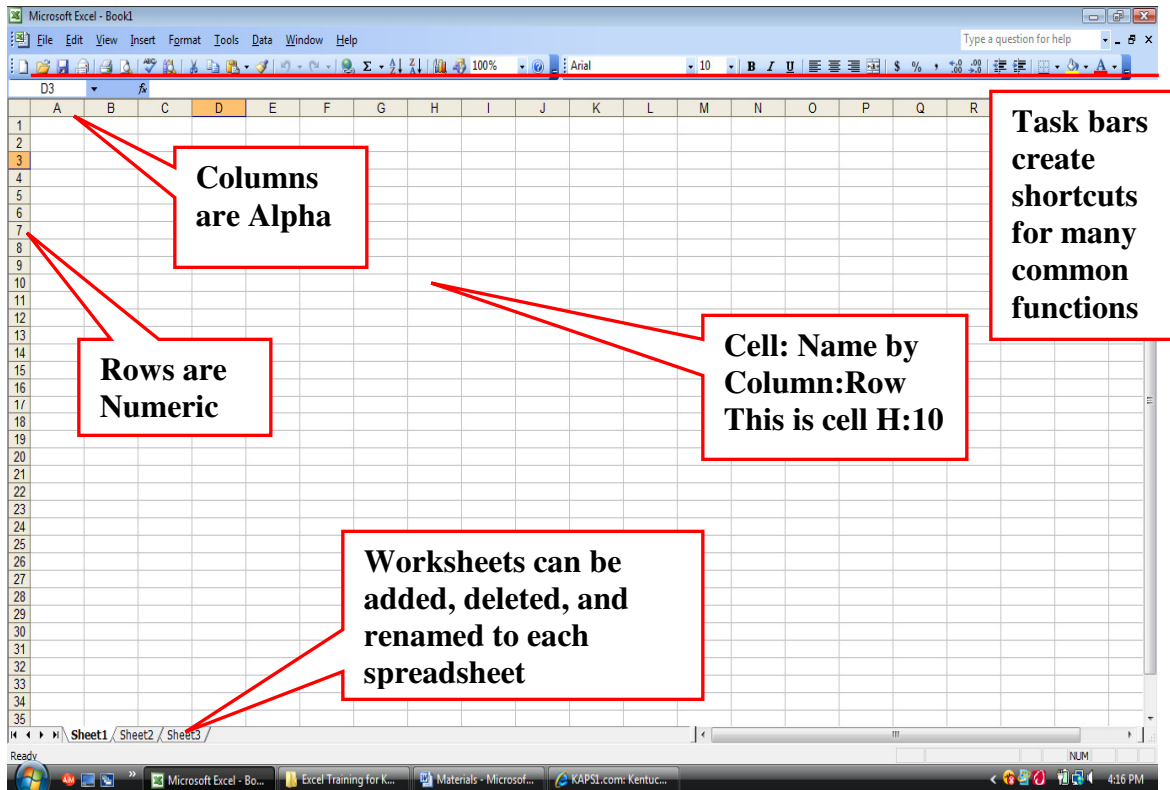 Microsoft Excel - Book1
File Edit View Insert Format Tools Data Window Help Type a question for help
100% Arial 10 B I U $ % ,
D3 fx
A B C D E F G H I J K L M N O P Q R
1
2
3
4
5
6
7
8
9
10
11
12
13
14
15
16
17
18
19
20
21
22
23
24
25
26
27
28
29
30
31
32
33
34
35
Columns
are Alpha
Task bars
create
shortcuts
for many
common
functions
Rows are
Numeric
Cell: Name by
Column:Row
This is cell H:10
Worksheets can be
added, deleted, and
renamed to each
spreadsheet
Sheet1 Sheet2 Sheet3
Ready NUM
Microsoft Excel - Bo... Excel Training for K... Materials - Microsof... KAPS1.com: Kentuc... 4:16 PM